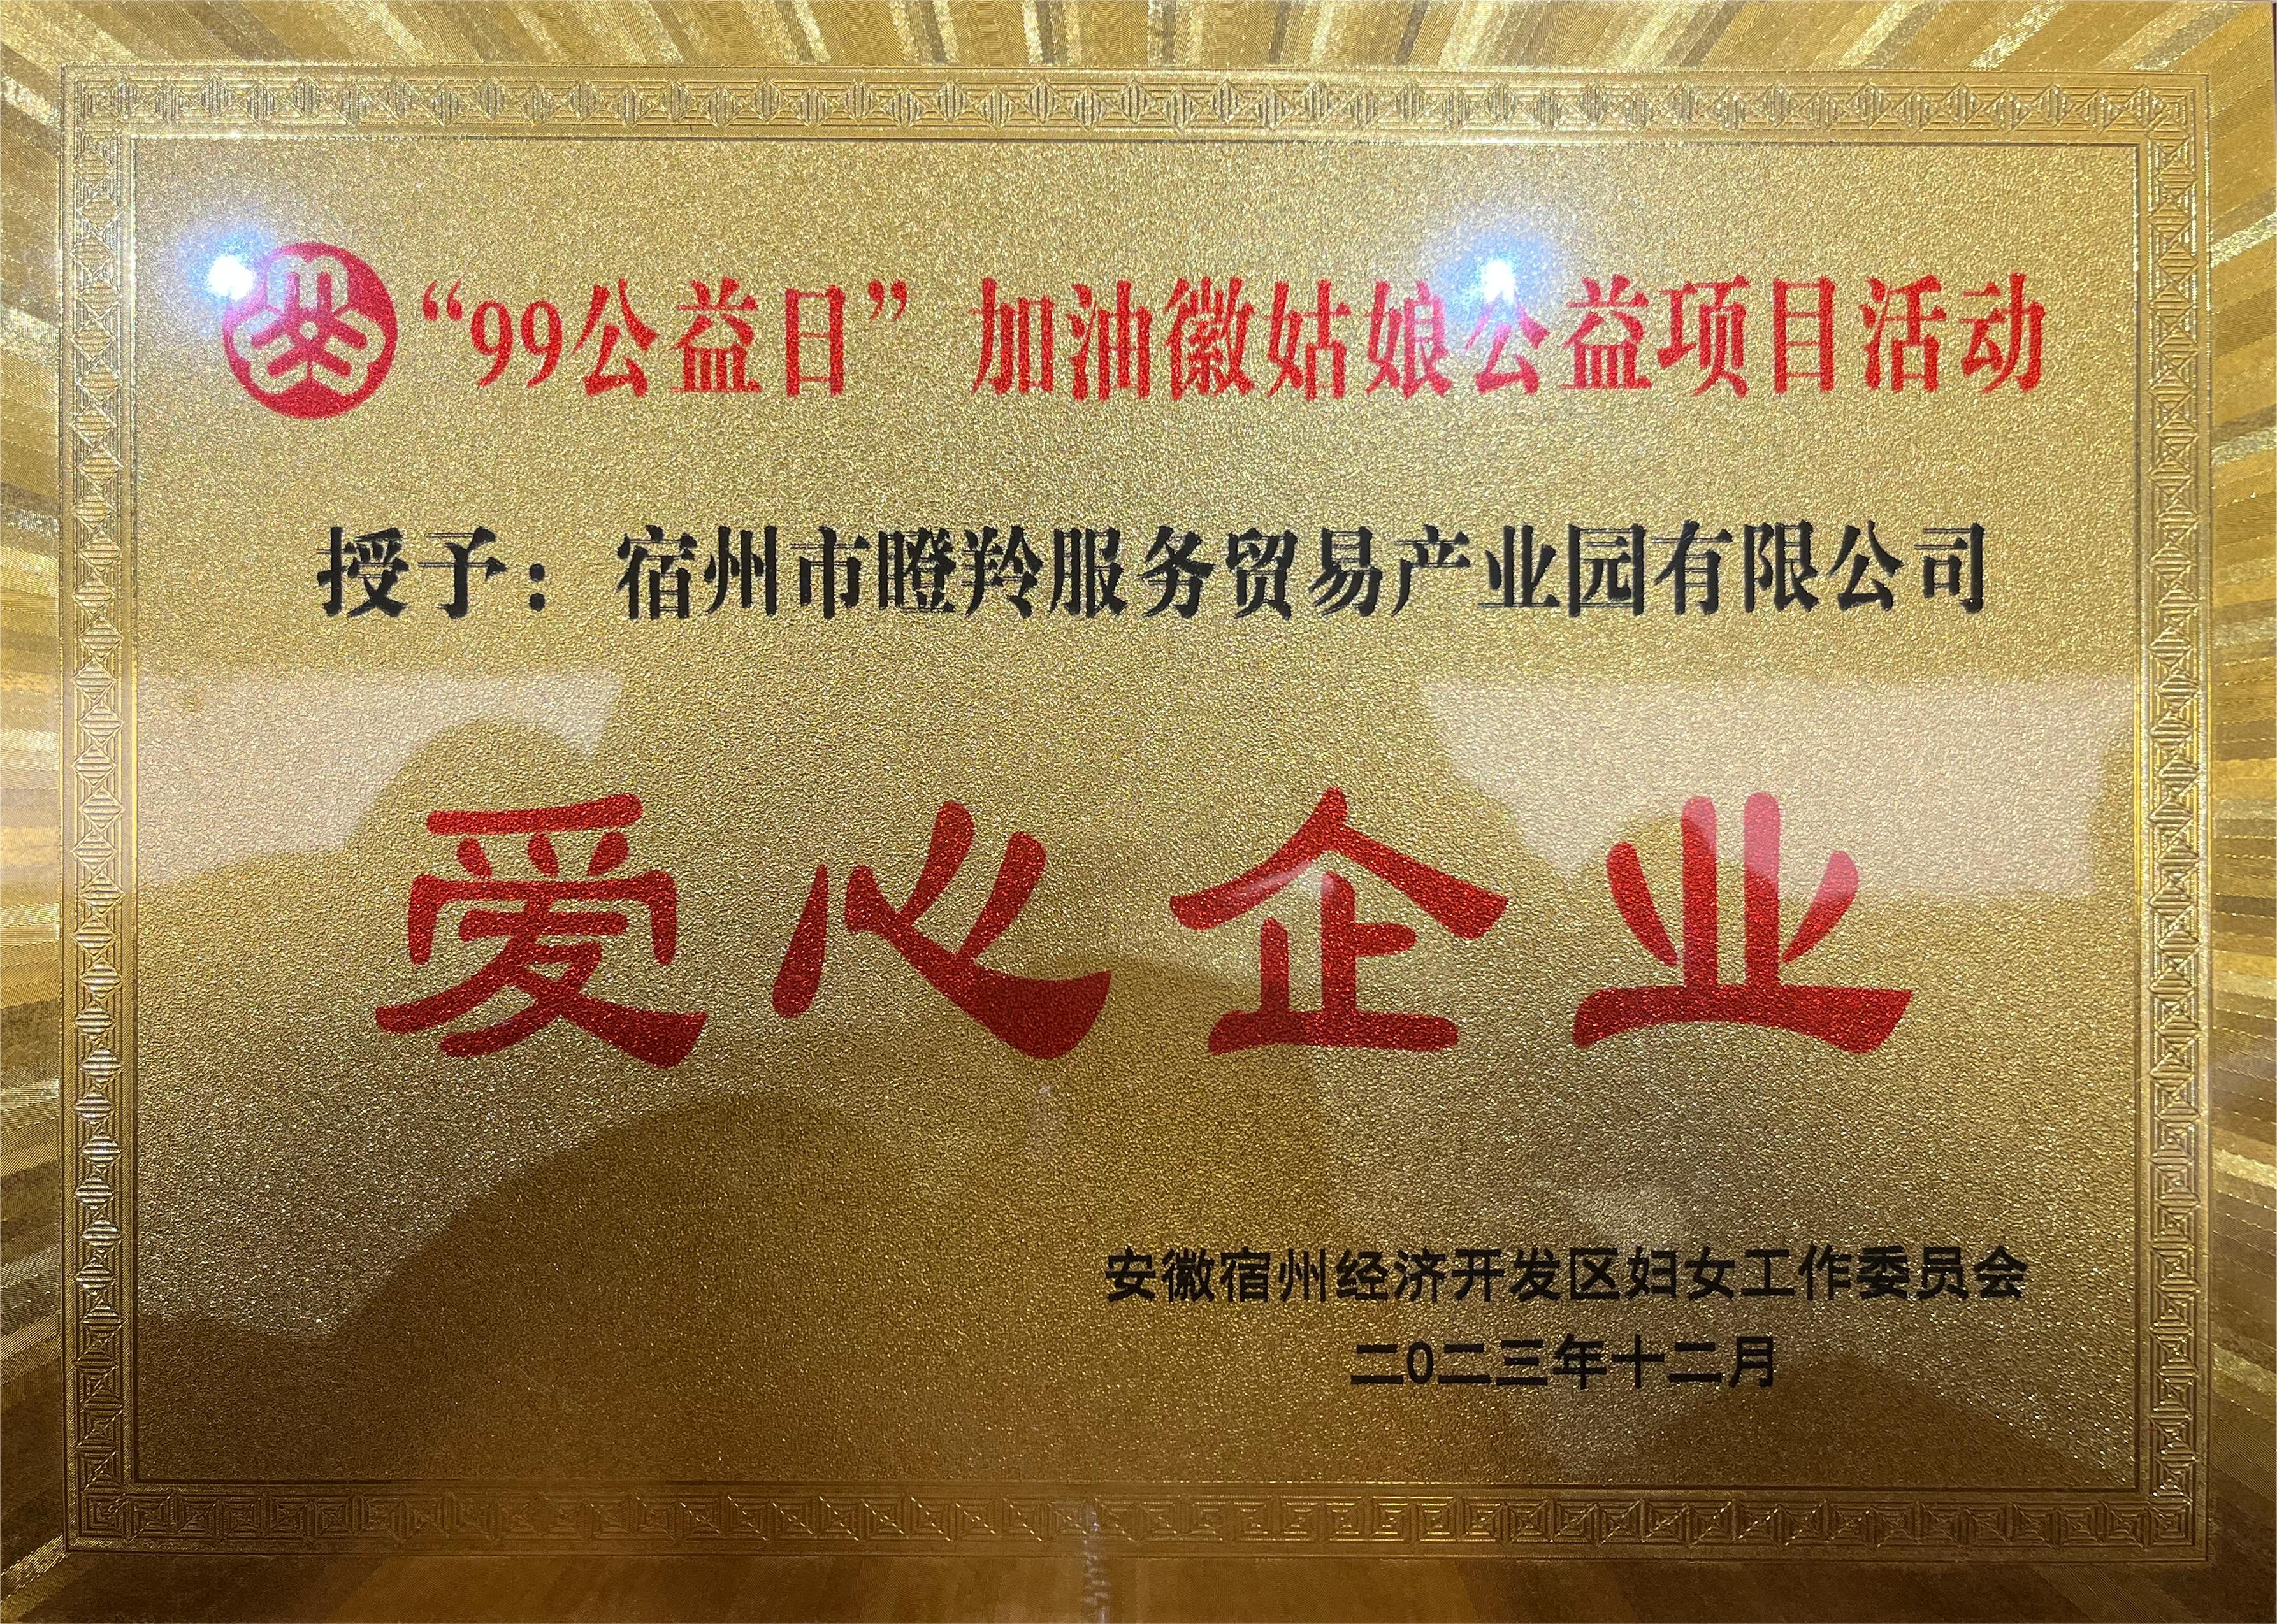 “99公益日”加油徽姑娘公益项目活动
授予：宿州市瞪羚服务贸易产业园有限公司
爱心企业
安徽宿州经济开发区妇女工作委员会
二0二三年十二月